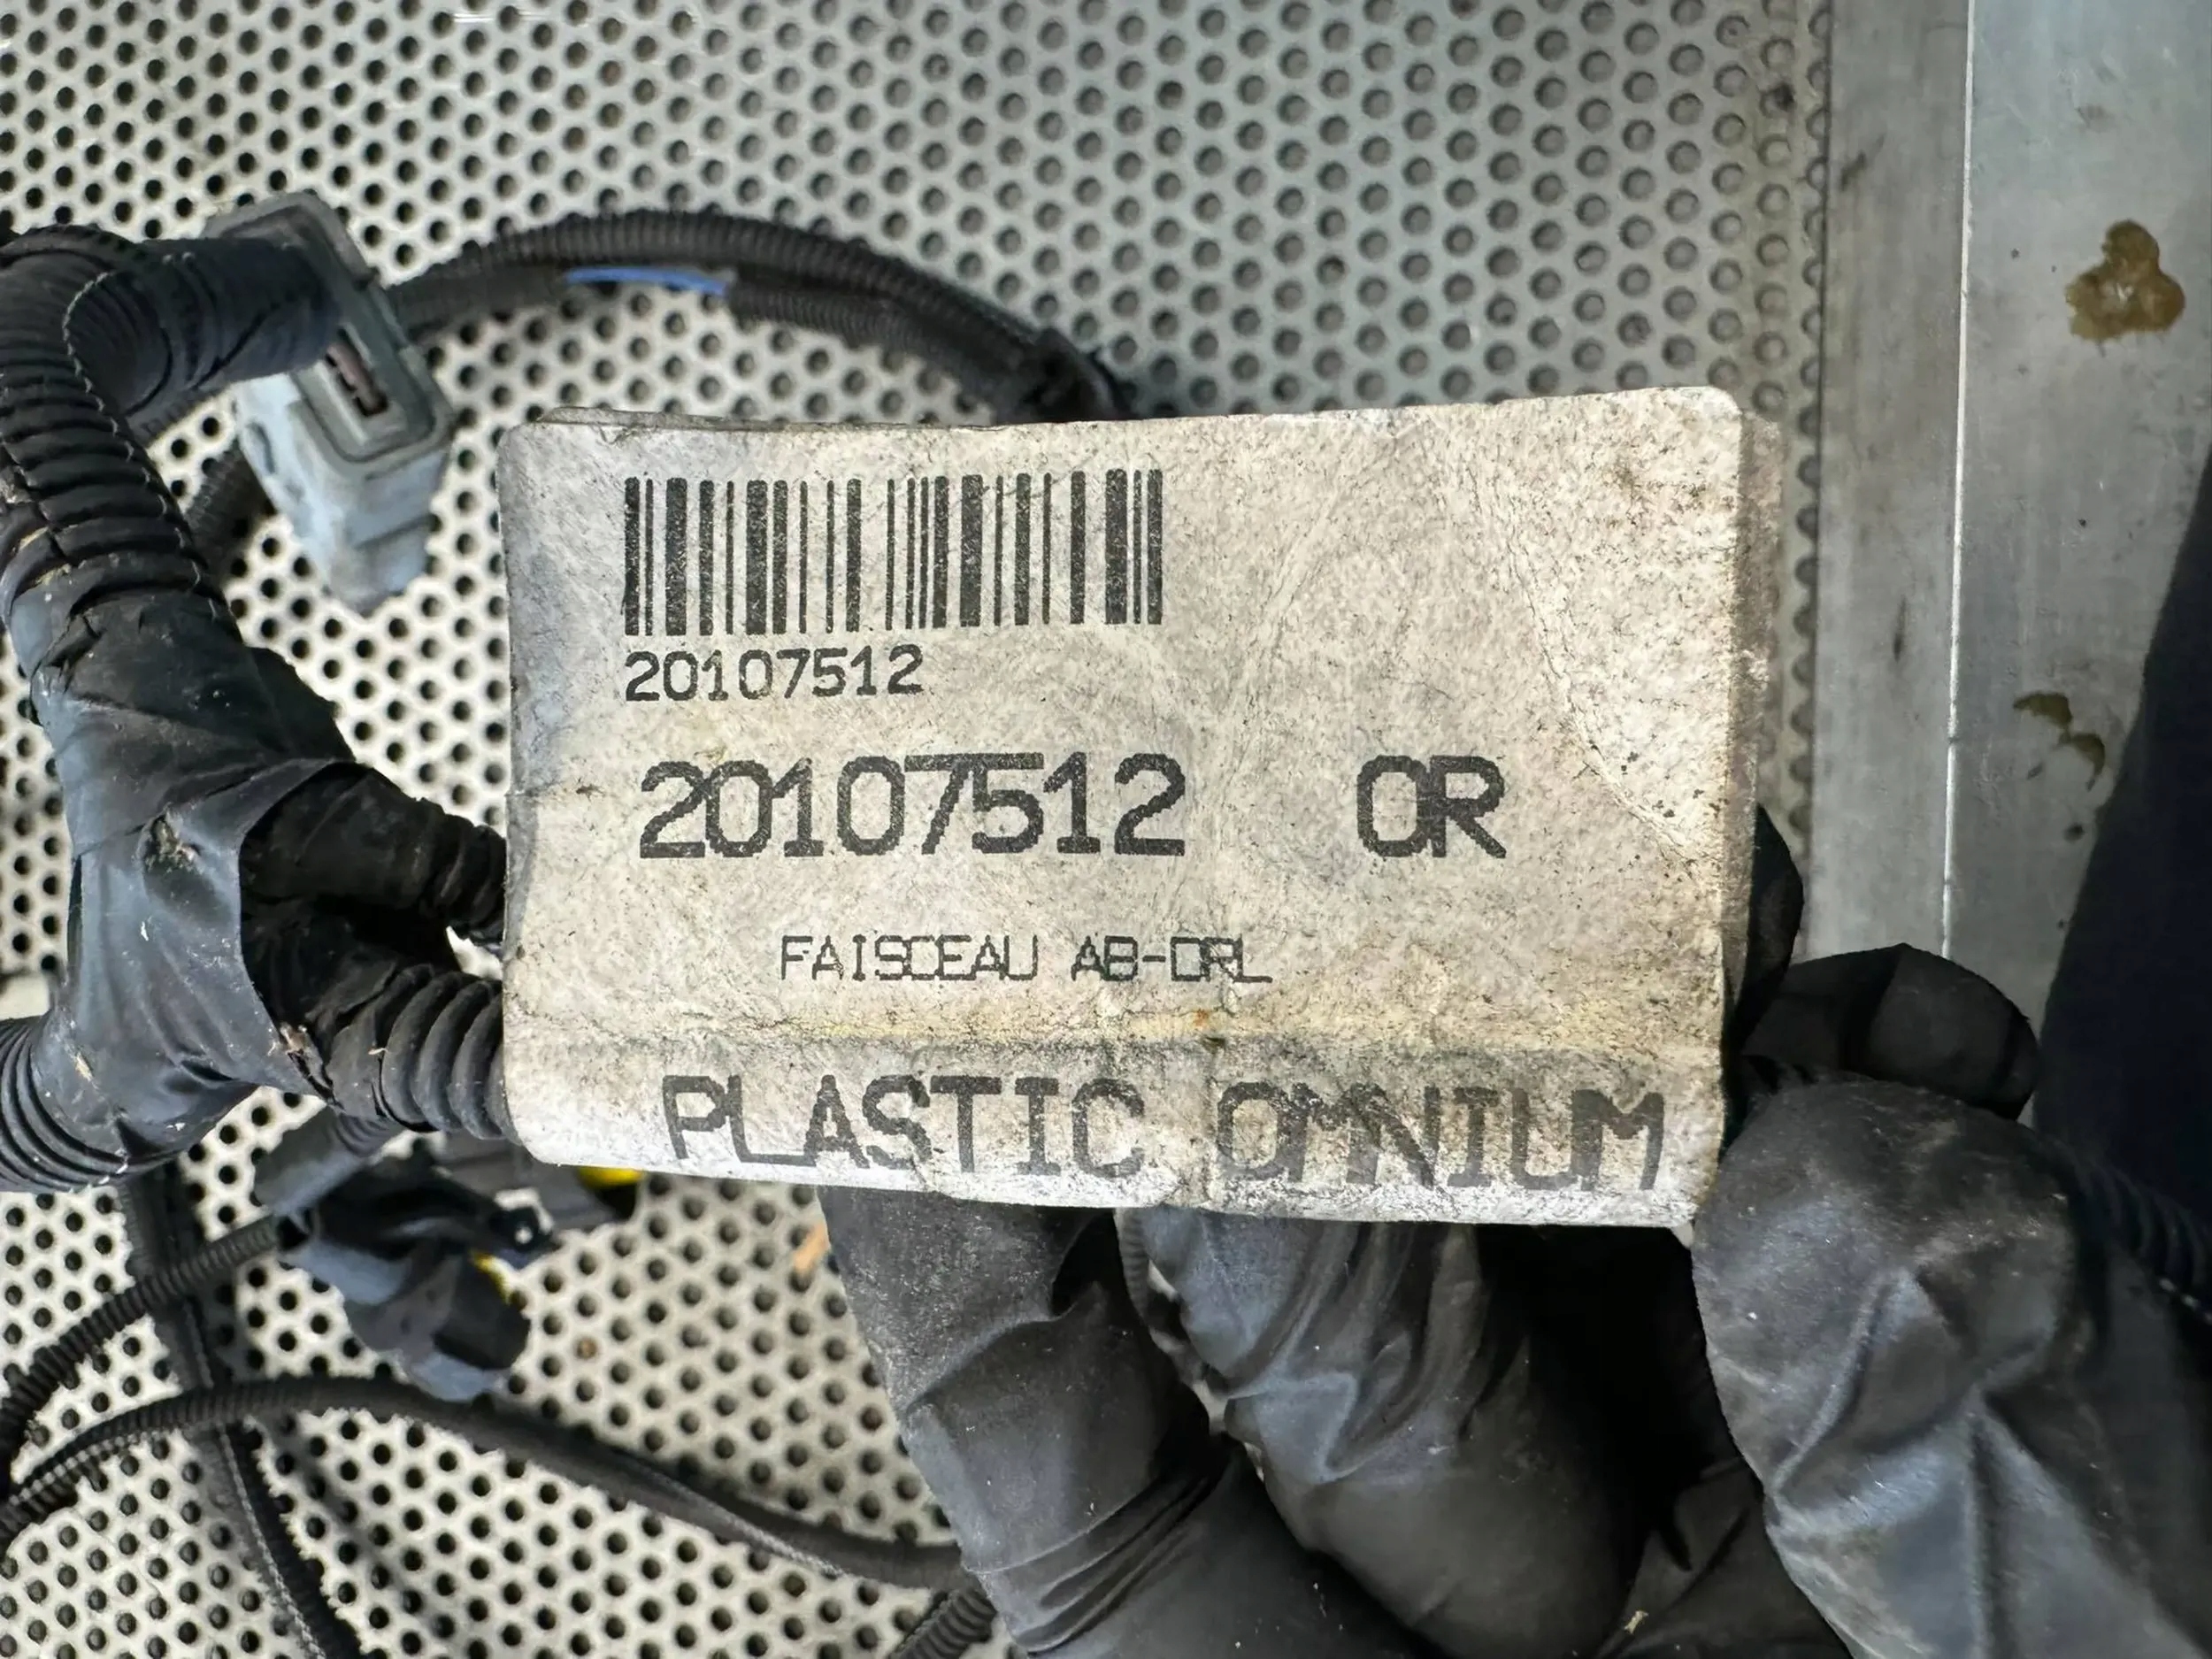 20107512
20107512 OR
FAISCEAU AB-DRL
PLASTIC OMNIUM